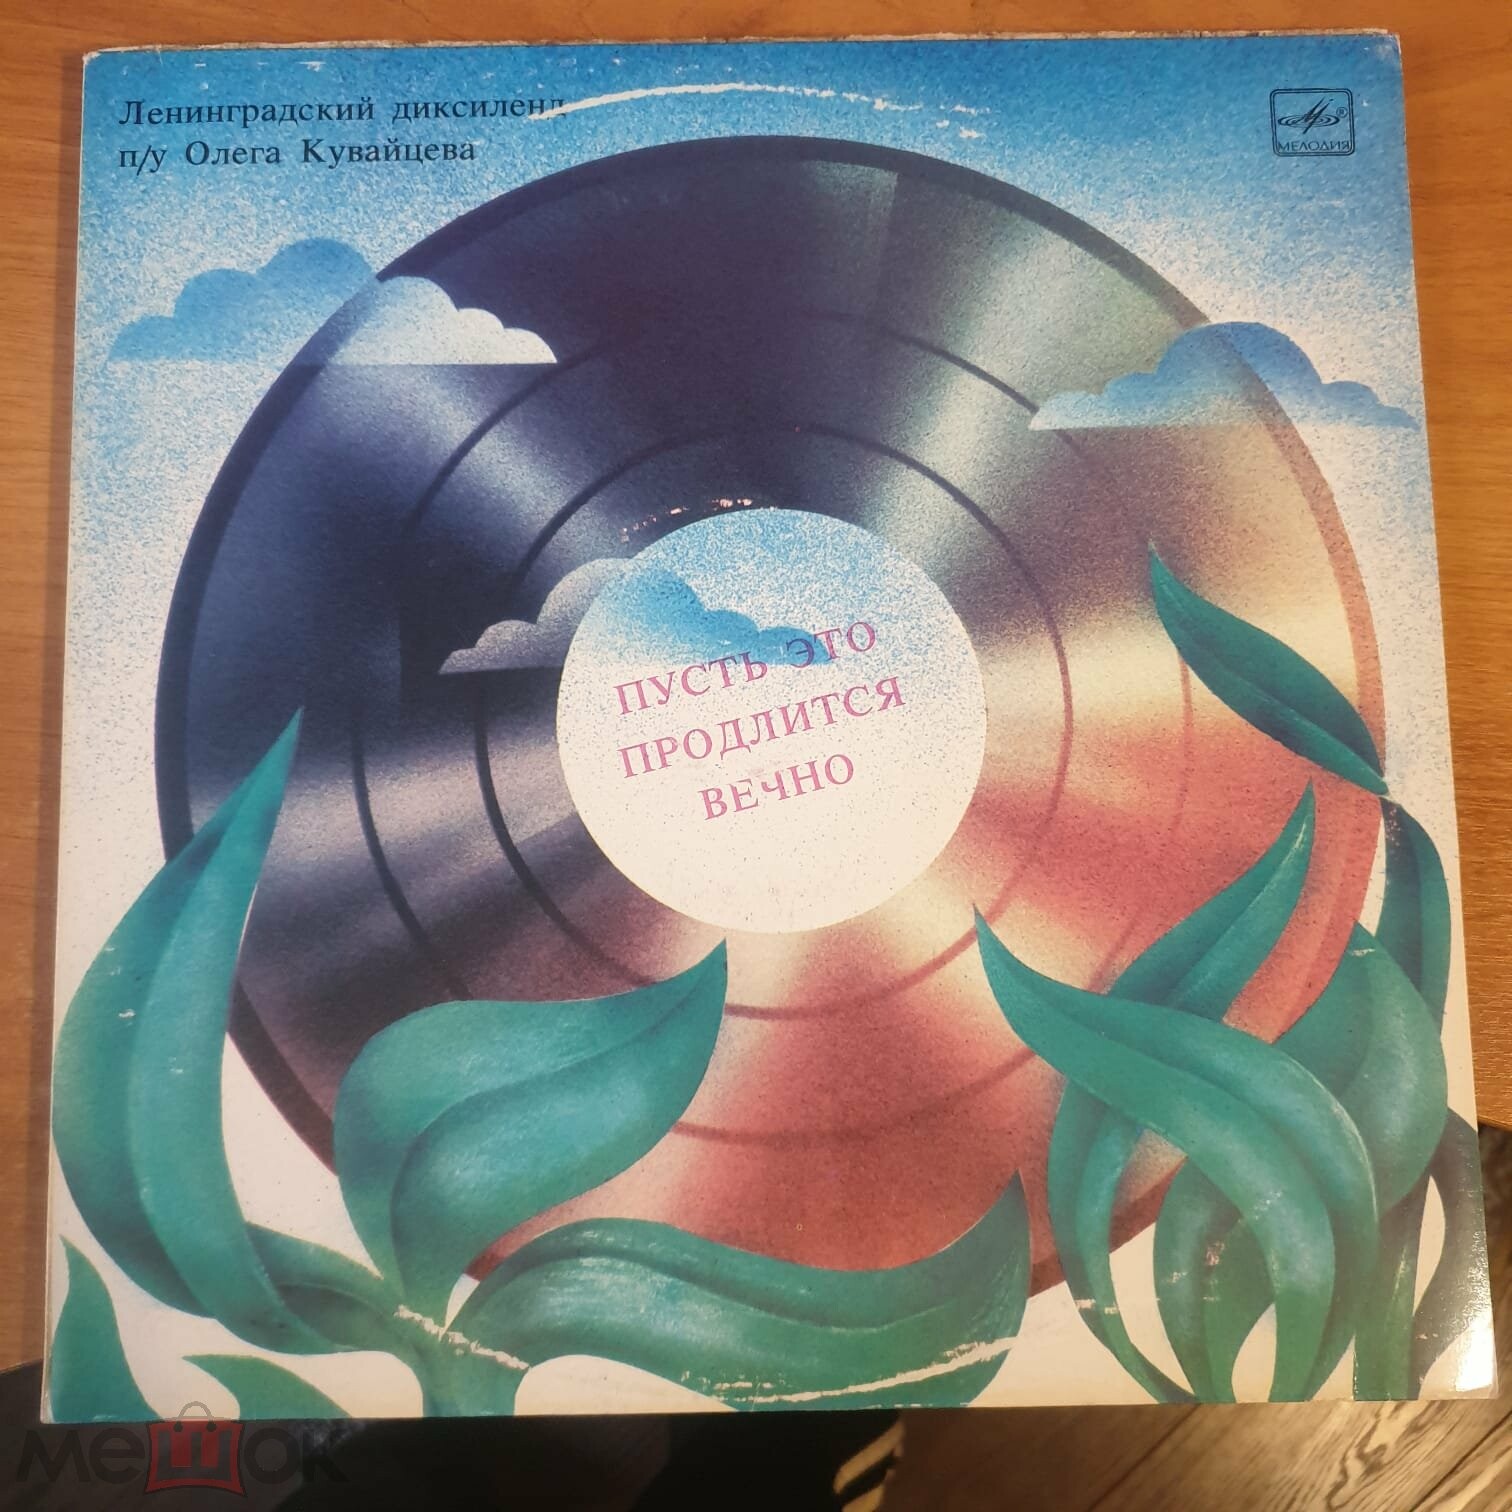 Ленинградский диксиленд
п/у Олега Кувайцева
МЕЛОДИЯ
ПУСТЬ ЭТО
ПРОДЛИТСЯ
ВЕЧНО
мешок